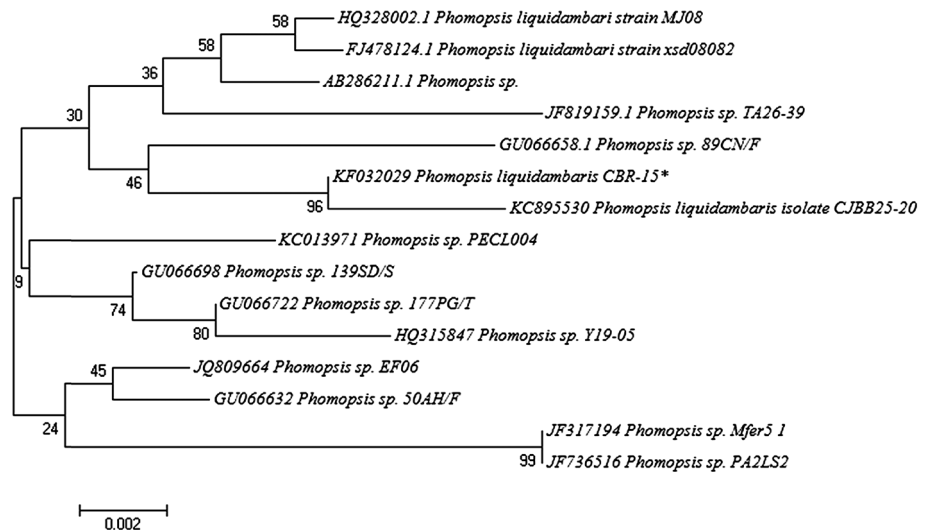 58
HQ328002.1 Phomopsis liquidambari strain MJ08
58
FJ478124.1 Phomopsis liquidambari strain xsd08082
36
AB286211.1 Phomopsis sp.
30
JF819159.1 Phomopsis sp. TA26-39
GU066658.1 Phomopsis sp. 89CN/F
46
KF032029 Phomopsis liquidambaris CBR-15*
96
KC895530 Phomopsis liquidambaris isolate CJBB25-20
KC013971 Phomopsis sp. PECL004
9
GU066698 Phomopsis sp. 139SD/S
74
GU066722 Phomopsis sp. 177PG/T
80
HQ315847 Phomopsis sp. Y19-05
45
JQ809664 Phomopsis sp. EF06
GU066632 Phomopsis sp. 50AH/F
24
JF317194 Phomopsis sp. Mfer5 1
99
JF736516 Phomopsis sp. PA2LS2
0.002